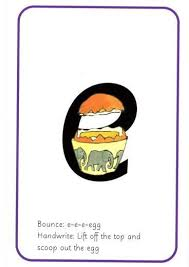 e
Bounce: e-e-e-egg
Handwrite: Lift off the top and
scoop out the egg